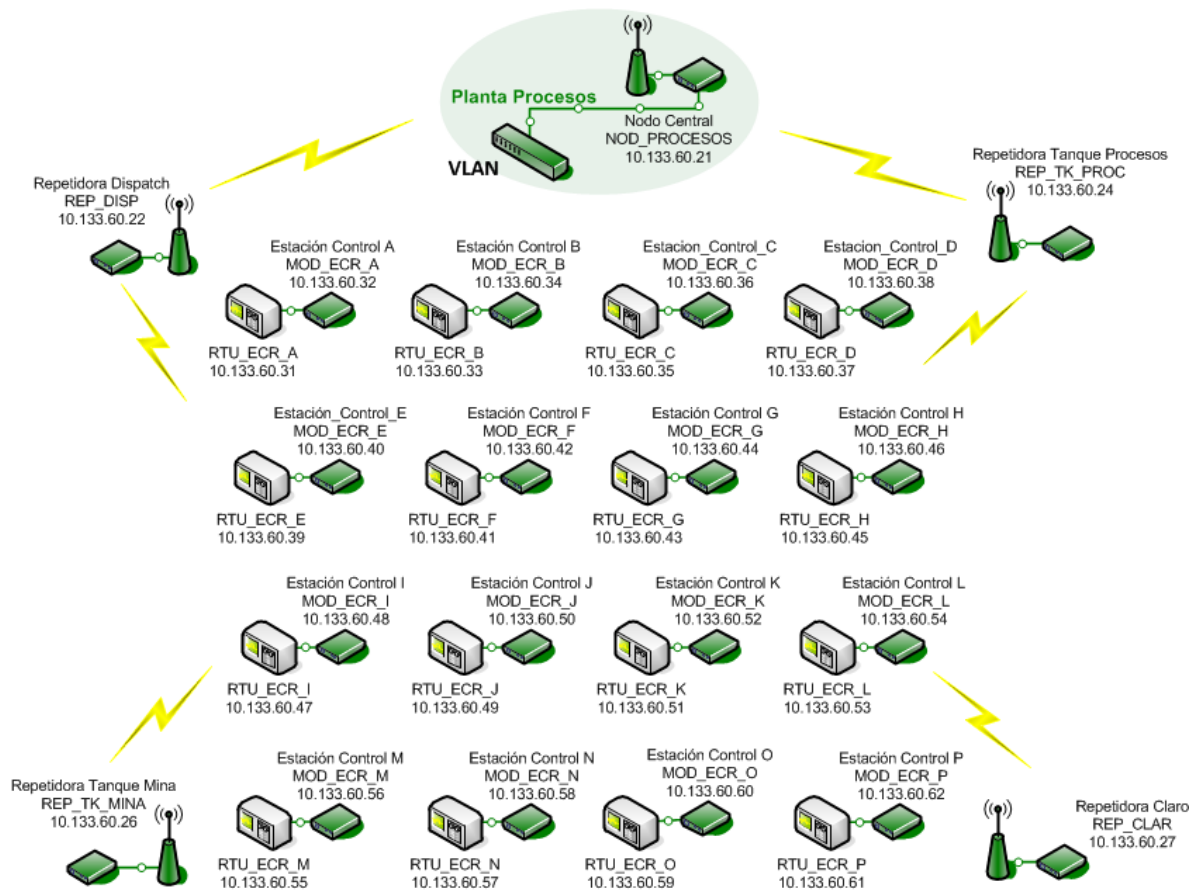 Planta Procesos
Nodo Central
NOD_PROCESOS
10.133.60.21
VLAN
Repetidora Dispatch
REP_DISP
10.133.60.22
Repetidora Tanque Procesos
REP_TK_PROC
10.133.60.24
Estación Control A
MOD_ECR_A
10.133.60.32
RTU_ECR_A
10.133.60.31
Estación Control B
MOD_ECR_B
10.133.60.34
RTU_ECR_B
10.133.60.33
Estacion_Control_C
MOD_ECR_C
10.133.60.36
RTU_ECR_C
10.133.60.35
Estacion_Control_D
MOD_ECR_D
10.133.60.38
RTU_ECR_D
10.133.60.37
Estación_Control_E
MOD_ECR_E
10.133.60.40
RTU_ECR_E
10.133.60.39
Estación Control F
MOD_ECR_F
10.133.60.42
RTU_ECR_F
10.133.60.41
Estación Control G
MOD_ECR_G
10.133.60.44
RTU_ECR_G
10.133.60.43
Estación Control H
MOD_ECR_H
10.133.60.46
RTU_ECR_H
10.133.60.45
Estación Control I
MOD_ECR_I
10.133.60.48
RTU_ECR_I
10.133.60.47
Estación Control J
MOD_ECR_J
10.133.60.50
RTU_ECR_J
10.133.60.49
Estación Control K
MOD_ECR_K
10.133.60.52
RTU_ECR_K
10.133.60.51
Estación Control L
MOD_ECR_L
10.133.60.54
RTU_ECR_L
10.133.60.53
Repetidora Tanque Mina
REP_TK_MINA
10.133.60.26
Estación Control M
MOD_ECR_M
10.133.60.56
RTU_ECR_M
10.133.60.55
Estación Control N
MOD_ECR_N
10.133.60.58
RTU_ECR_N
10.133.60.57
Estación Control O
MOD_ECR_O
10.133.60.60
RTU_ECR_O
10.133.60.59
Estación Control P
MOD_ECR_P
10.133.60.62
RTU_ECR_P
10.133.60.61
Repetidora Claro
REP_CLAR
10.133.60.27